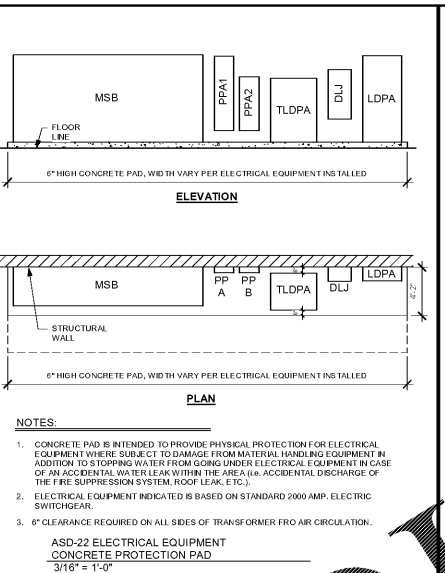 MSB
PPA1
PPA2
TLDPA
DLJ
LDPA
FLOOR
LINE
6" HIGH CONCRETE PAD, WIDTH VARY PER ELECTRICAL EQUIPMENT INSTALLED
ELEVATION
MSB
PP
A
PP
B
TLDPA
DLJ
LDPA
6"
6"
4'-2"
STRUCTURAL
WALL
6" HIGH CONCRETE PAD, WIDTH VARY PER ELECTRICAL EQUIPMENT INSTALLED
PLAN
NOTES:
1. CONCRETE PAD IS INTENDED TO PROVIDE PHYSICAL PROTECTION FOR ELECTRICAL
EQUIPMENT WHERE SUBJECT TO DAMAGE FROM MATERIAL HANDLING EQUIPMENT IN
ADDITION TO STOPPING WATER FROM GOING UNDER ELECTRICAL EQUIPMENT IN CASE
OF AN ACCIDENTAL WATER LEAK WITHIN THE AREA (i.e. ACCIDENTAL DISCHARGE OF
THE FIRE SUPPRESSION SYSTEM, ROOF LEAK, ETC.).
2. ELECTRICAL EQUIPMENT INDICATED IS BASED ON STANDARD 2000 AMP. ELECTRIC
SWITCHGEAR.
3. 6" CLEARANCE REQUIRED ON ALL SIDES OF TRANSFORMER FRO AIR CIRCULATION.
ASD-22 ELECTRICAL EQUIPMENT
CONCRETE PROTECTION PAD
3/16" = 1'-0"